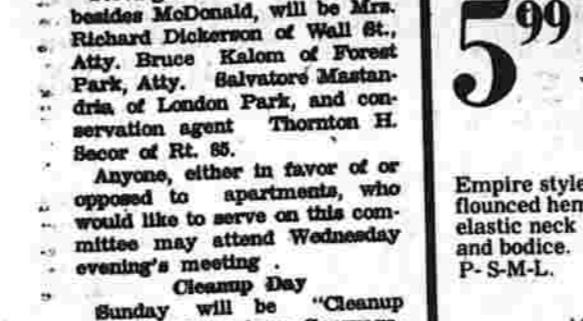 besides McDonald, will be Mrs.
Richard Dickerson of Wall St.,
Atty. Bruce Kalom of Forest
Park, Atty. Salvatore Mastan-
dria of London Park, and con-
servation agent Thornton H.
Secor of Rt. 85.
Anyone, either in favor of or
opposed to apartments, who
would like to serve on this com-
mittee may attend Wednesday
evening's meeting .
Cleanup Day
Sunday will be "Cleanup
5.99
Empire style
flounced hem
elastic neck
and bodice.
P- S-M-L.